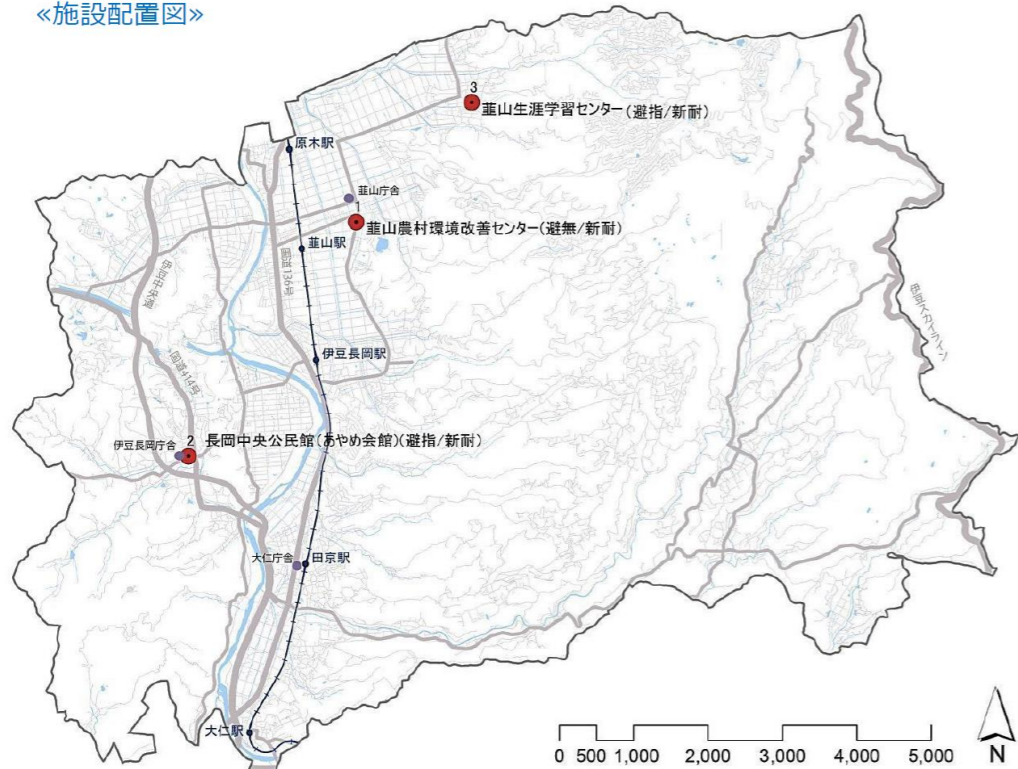 ≪施設配置図≫
3
韮山生涯学習センター(避指/新耐)
原木駅
韮山庁舎
1
韮山農村環境改善センター(避無/新耐)
韮山駅
国道136号
伊豆中央道
伊豆スカイライン
伊豆長岡駅
国道414号
伊豆長岡庁舎
2
長岡中央公民館(あやめ会館)(避指/新耐)
大仁庁舎
田京駅
大仁駅
0 500 1,000 2,000 3,000 4,000 5,000
N